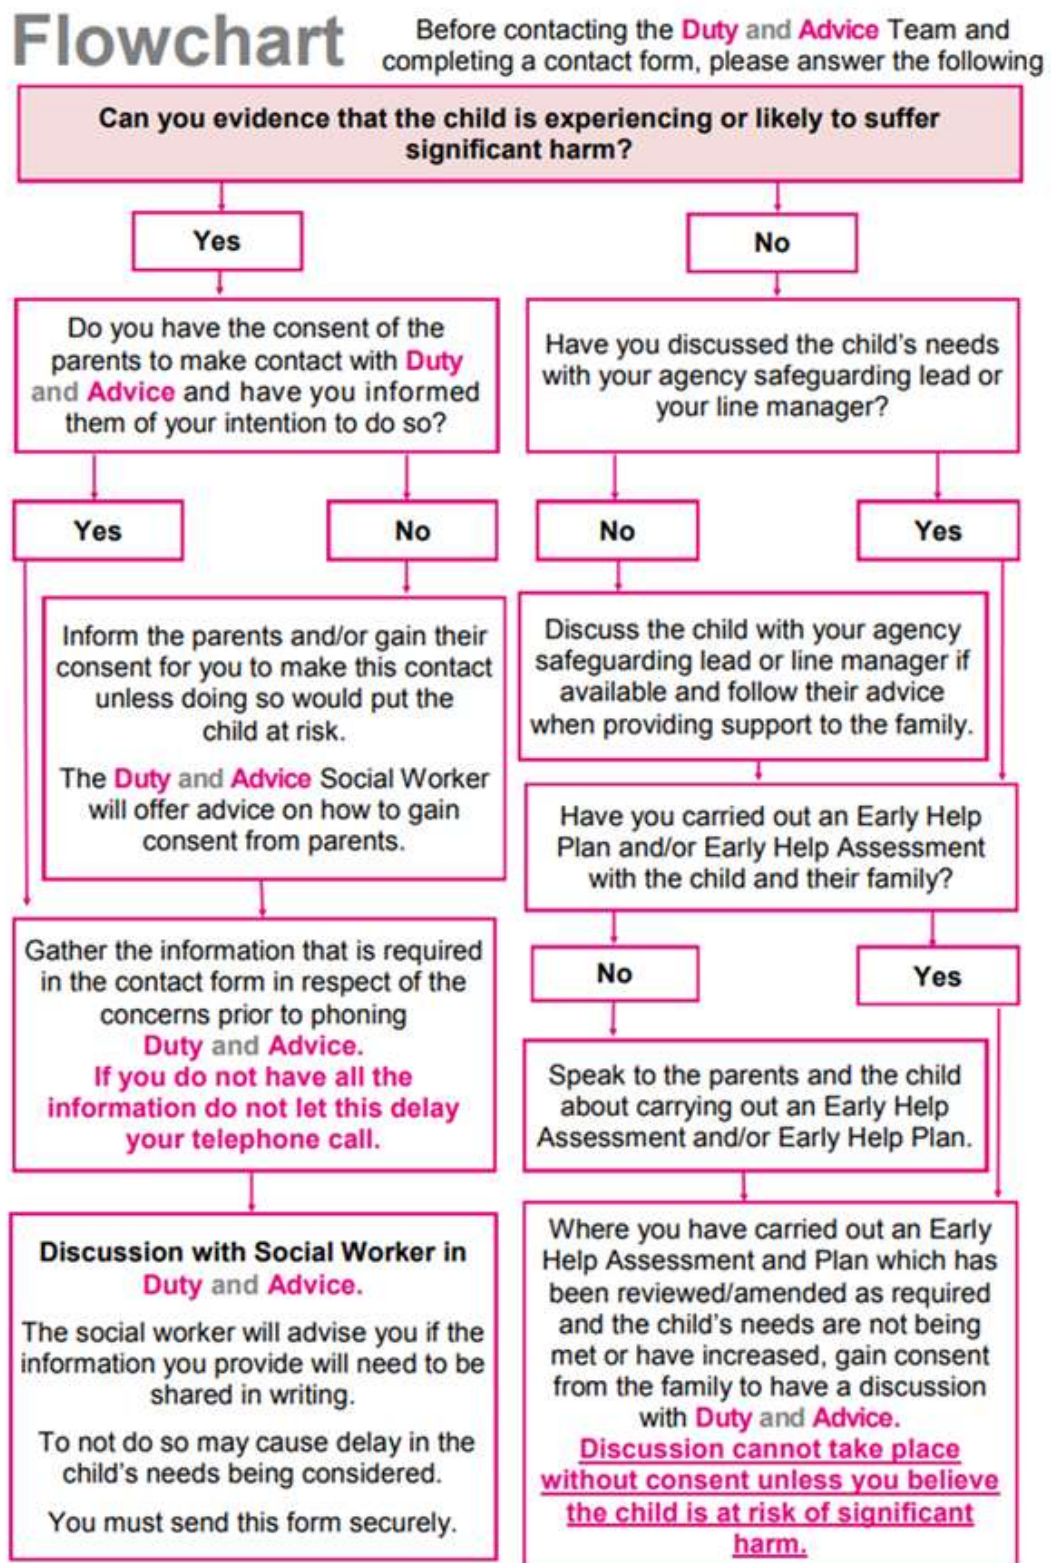 Flowchart
Before contacting the Duty and Advice Team and
completing a contact form, please answer the following
Can you evidence that the child is experiencing or likely to suffer
significant harm?
Yes
No
Do you have the consent of the
parents to make contact with Duty
and Advice and have you informed
them of your intention to do so?
Have you discussed the child's needs
with your agency safeguarding lead or
your line manager?
Yes
No
No
Yes
Inform the parents and/or gain their
consent for you to make this contact
unless doing so would put the
child at risk.
The Duty and Advice Social Worker
will offer advice on how to gain
consent from parents.
Discuss the child with your agency
safeguarding lead or line manager if
available and follow their advice
when providing support to the family.
Have you carried out an Early Help
Plan and/or Early Help Assessment
with the child and their family?
Gather the information that is required
in the contact form in respect of the
concerns prior to phoning
Duty and Advice.
If you do not have all the
information do not let this delay
your telephone call.
No
Yes
Speak to the parents and the child
about carrying out an Early Help
Assessment and/or Early Help Plan.
Discussion with Social Worker in
Duty and Advice.
The social worker will advise you if the
information you provide will need to be
shared in writing.
To not do so may cause delay in the
child's needs being considered.
You must send this form securely.
Where you have carried out an Early
Help Assessment and Plan which has
been reviewed/amended as required
and the child's needs are not being
met or have increased, gain consent
from the family to have a discussion
with Duty and Advice.
Discussion cannot take place
without consent unless you believe
the child is at risk of significant
harm.